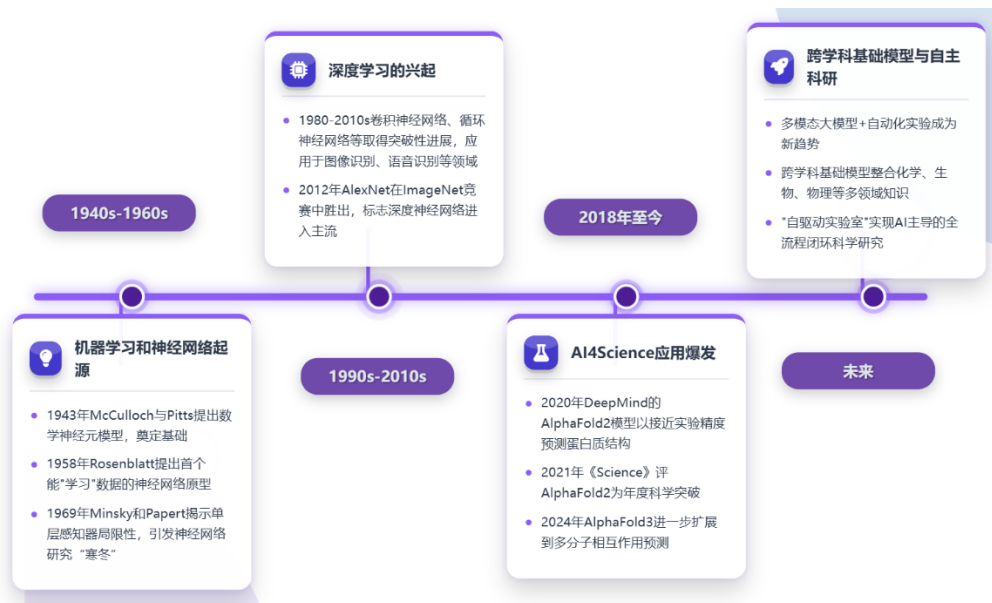 1940s-1960s
机器学习和神经网络起
源
1943年McCulloch与Pitts提出数
学神经元模型，奠定基础
1958年Rosenblatt提出首个
能"学习"数据的神经网络原型
1969年Minsky和Papert揭示单
层感知器局限性，引发神经网络
研究“寒冬”
深度学习的兴起
1980-2010s卷积神经网络、循环
神经网络等取得突破性进展，应
用于图像识别、语音识别等领域
2012年AlexNet在ImageNet竞
赛中胜出，标志深度神经网络进
入主流
1990s-2010s
2018年至今
AI4Science应用爆发
2020年DeepMind的
AlphaFold2模型以接近实验精度
预测蛋白质结构
2021年《Science》评
AlphaFold2为年度科学突破
2024年AlphaFold3进一步扩展
到多分子相互作用预测
跨学科基础模型与自主
科研
多模态大模型+自动化实验成为
新趋势
跨学科基础模型整合化学、生
物、物理等多领域知识
"自驱动实验室"实现AI主导的全
流程闭环科学研究
未来